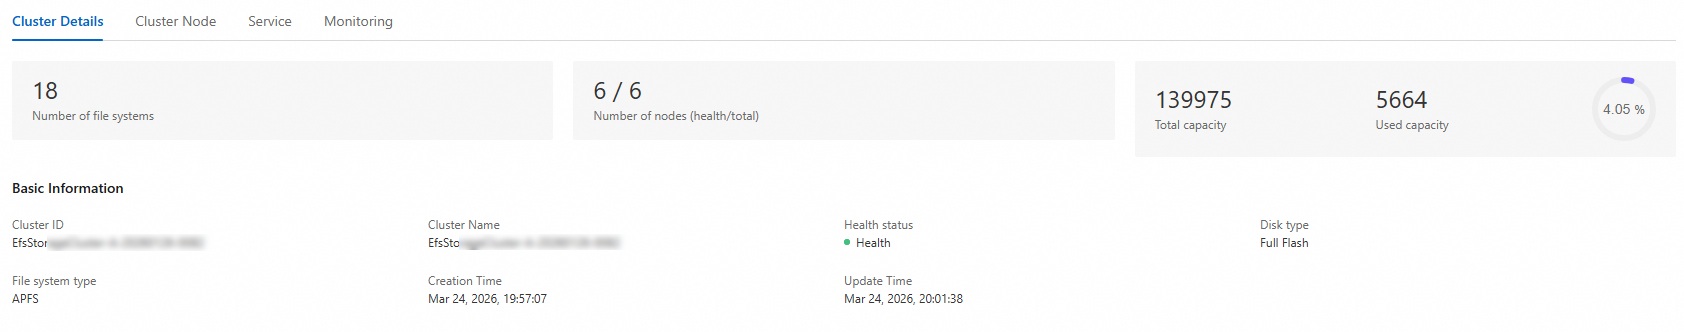 Cluster Details Cluster Node Service Monitoring
18
Number of file systems
6 / 6
Number of nodes (health/total)
139975
Total capacity
5664
Used capacity
4.05 %
Basic Information
Cluster ID
EfsStor
Cluster Name
EfsSto
Health status
Health
Disk type
Full Flash
File system type
APFS
Creation Time
Mar 24, 2026, 19:57:07
Update Time
Mar 24, 2026, 20:01:38